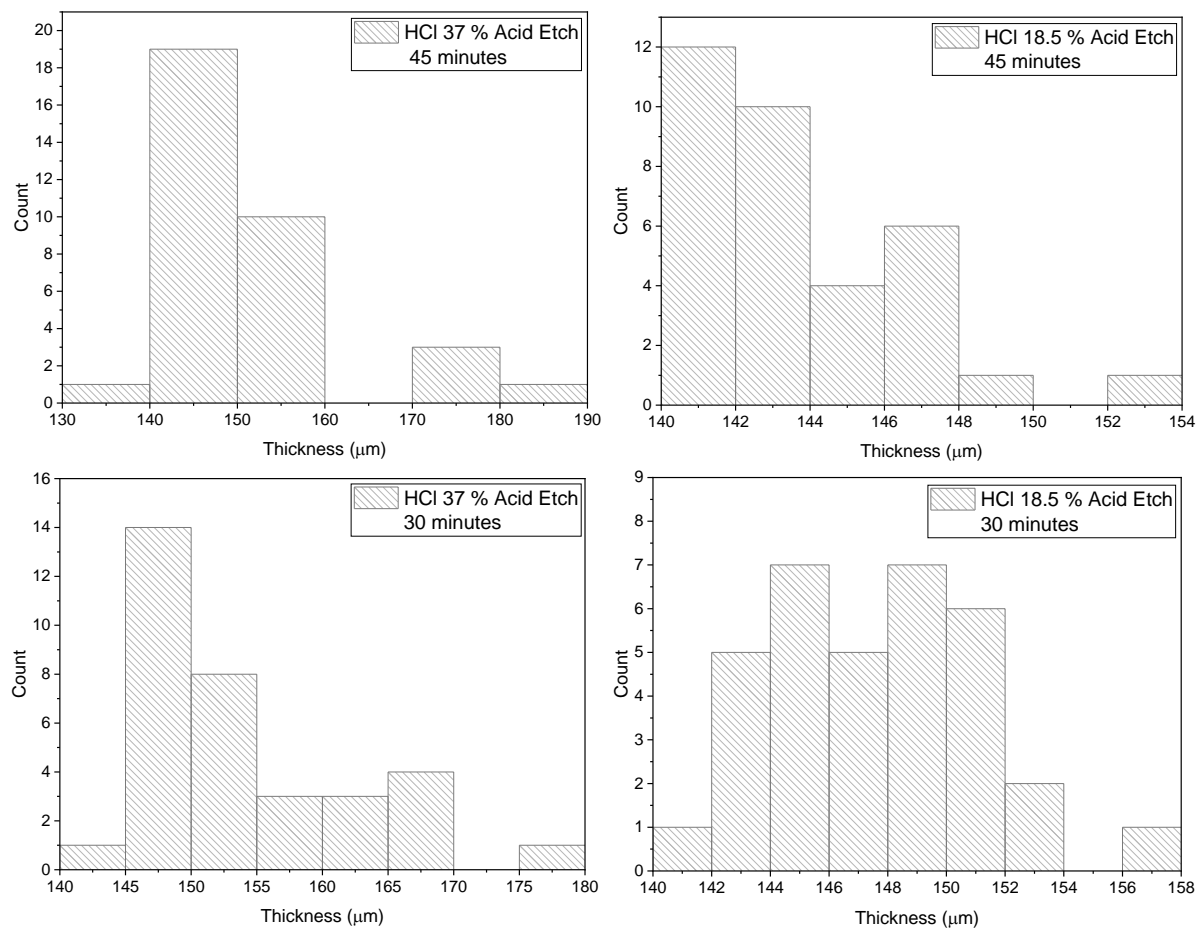 HCl 37 % Acid Etch
45 minutes
20
18
16
14
12
10
8
6
4
2
0
Count
130 140 150 160 170 180 190
Thickness (μm)
HCl 18.5 % Acid Etch
45 minutes
12
10
8
6
4
2
0
Count
140 142 144 146 148 150 152 154
Thickness (μm)
HCl 37 % Acid Etch
30 minutes
16
14
12
10
8
6
4
2
0
Count
140 145 150 155 160 165 170 175 180
Thickness (μm)
HCl 18.5 % Acid Etch
30 minutes
9
8
7
6
5
4
3
2
1
0
Count
140 142 144 146 148 150 152 154 156 158
Thickness (μm)